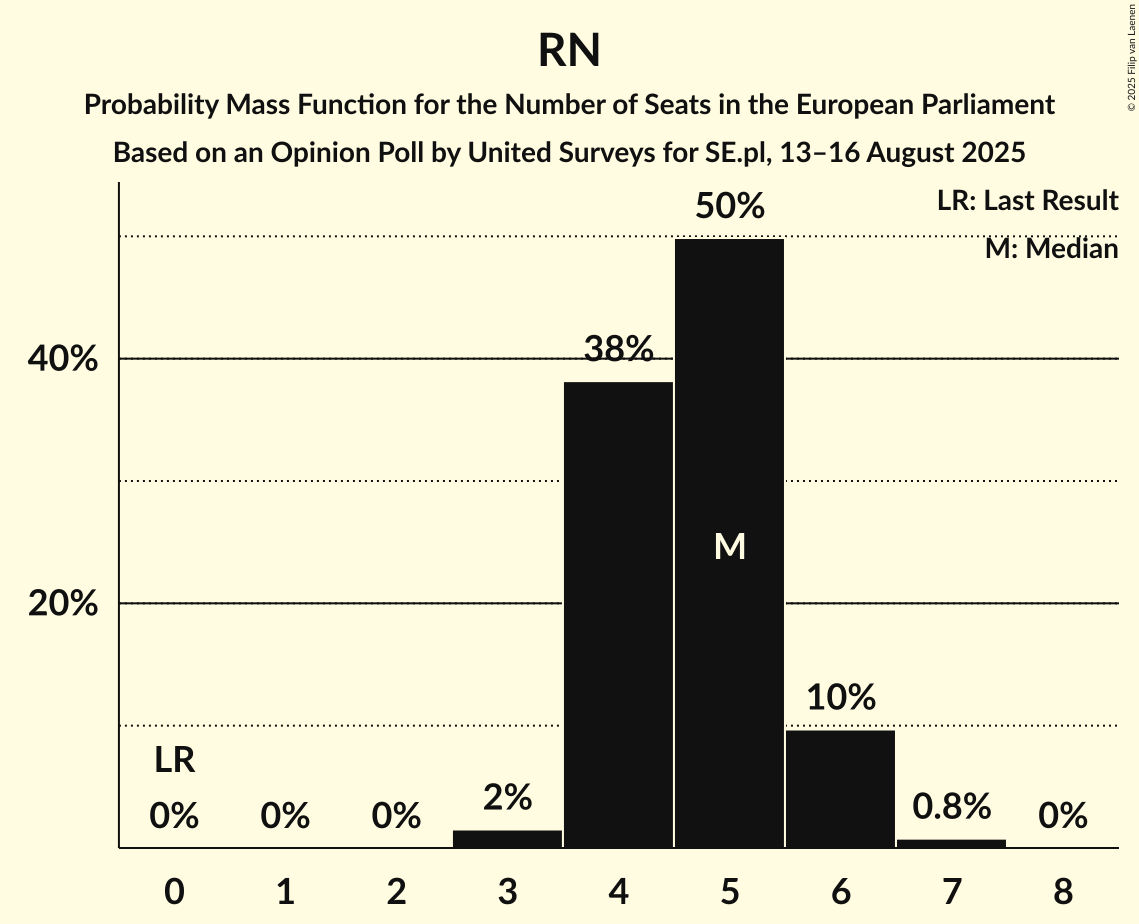 RN
Probability Mass Function for the Number of Seats in the European Parliament
Based on an Opinion Poll by United Surveys for SE.pl, 13–16 August 2025
© 2025 Filip van Laenen
LR: Last Result
M: Median
50%
38%
40%
M
20%
10%
LR
2%
0.8%
0% 0% 0% 0%
0 1 2 3 4 5 6 7 8